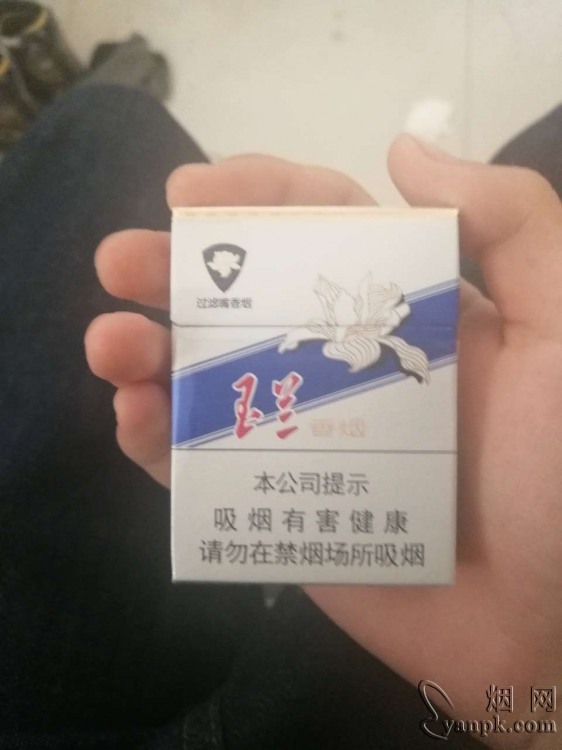 过滤嘴香烟
玉兰 香烟
本公司提示
吸烟有害健康
请勿在禁烟场所吸烟
烟网
yanpk.com